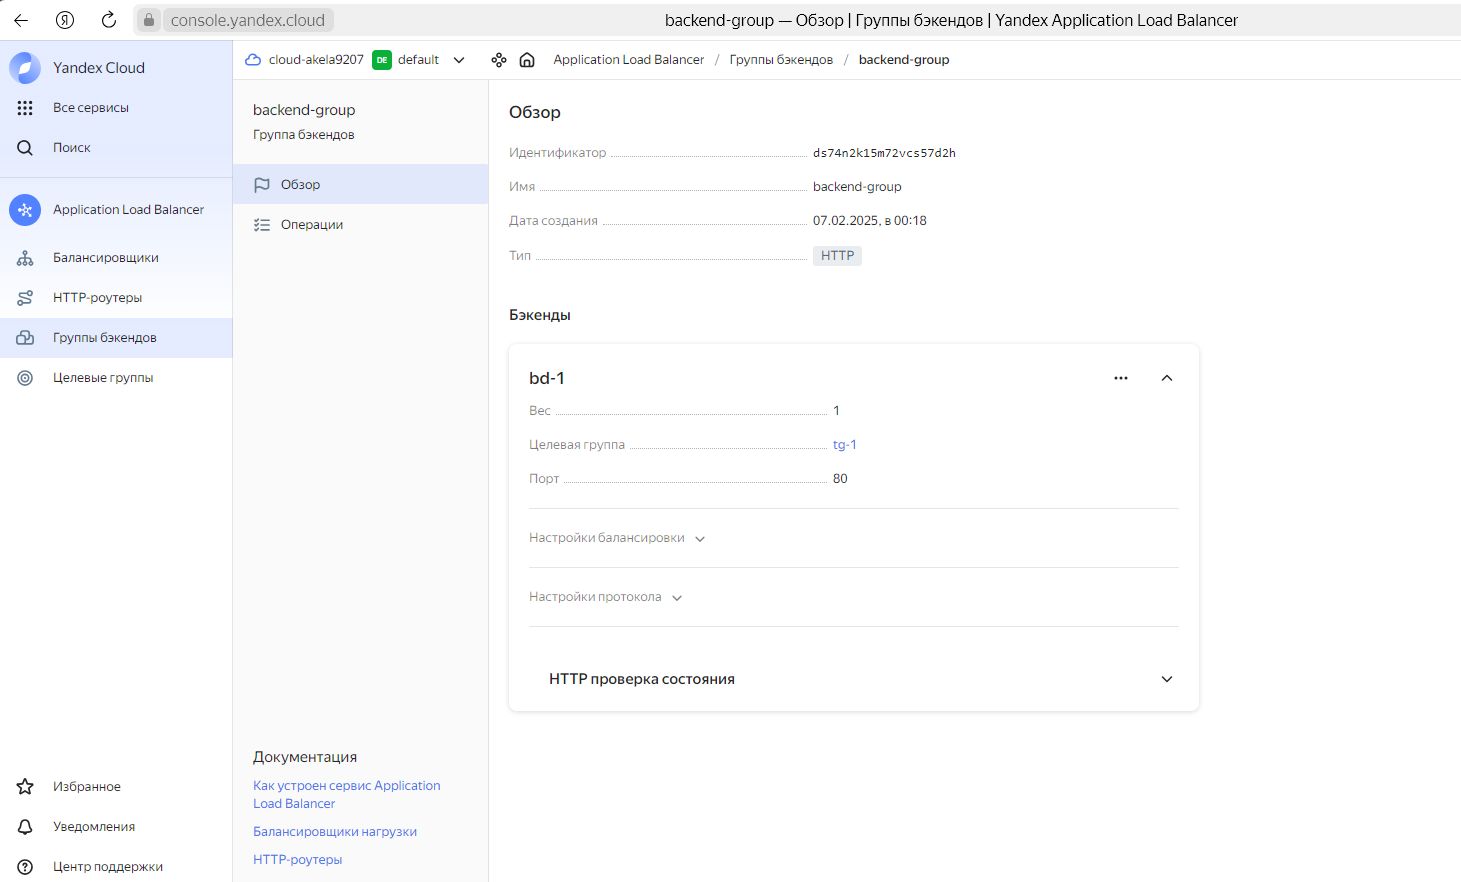 console.yandex.cloud
backend-group — Обзор | Группы бэкендов | Yandex Application Load Balancer
Yandex Cloud
Все сервисы
Поиск
Application Load Balancer
Балансировщики
HTTP-роутеры
Группы бэкендов
Целевые группы
Избранное
Уведомления
Центр поддержки
cloud-akela9207 DE default
Application Load Balancer / Группы бэкендов / backend-group
backend-group
Группа бэкендов
Обзор
Операции
Документация
Как устроен сервис Application
Load Balancer
Балансировщики нагрузки
HTTP-роутеры
Обзор
Идентификатор ds74n2k15m72vcs57d2h
Имя backend-group
Дата создания 07.02.2025, в 00:18
Тип HTTP
Бэкенды
bd-1
Вес 1
Целевая группа tg-1
Порт 80
Настройки балансировки
Настройки протокола
HTTP проверка состояния